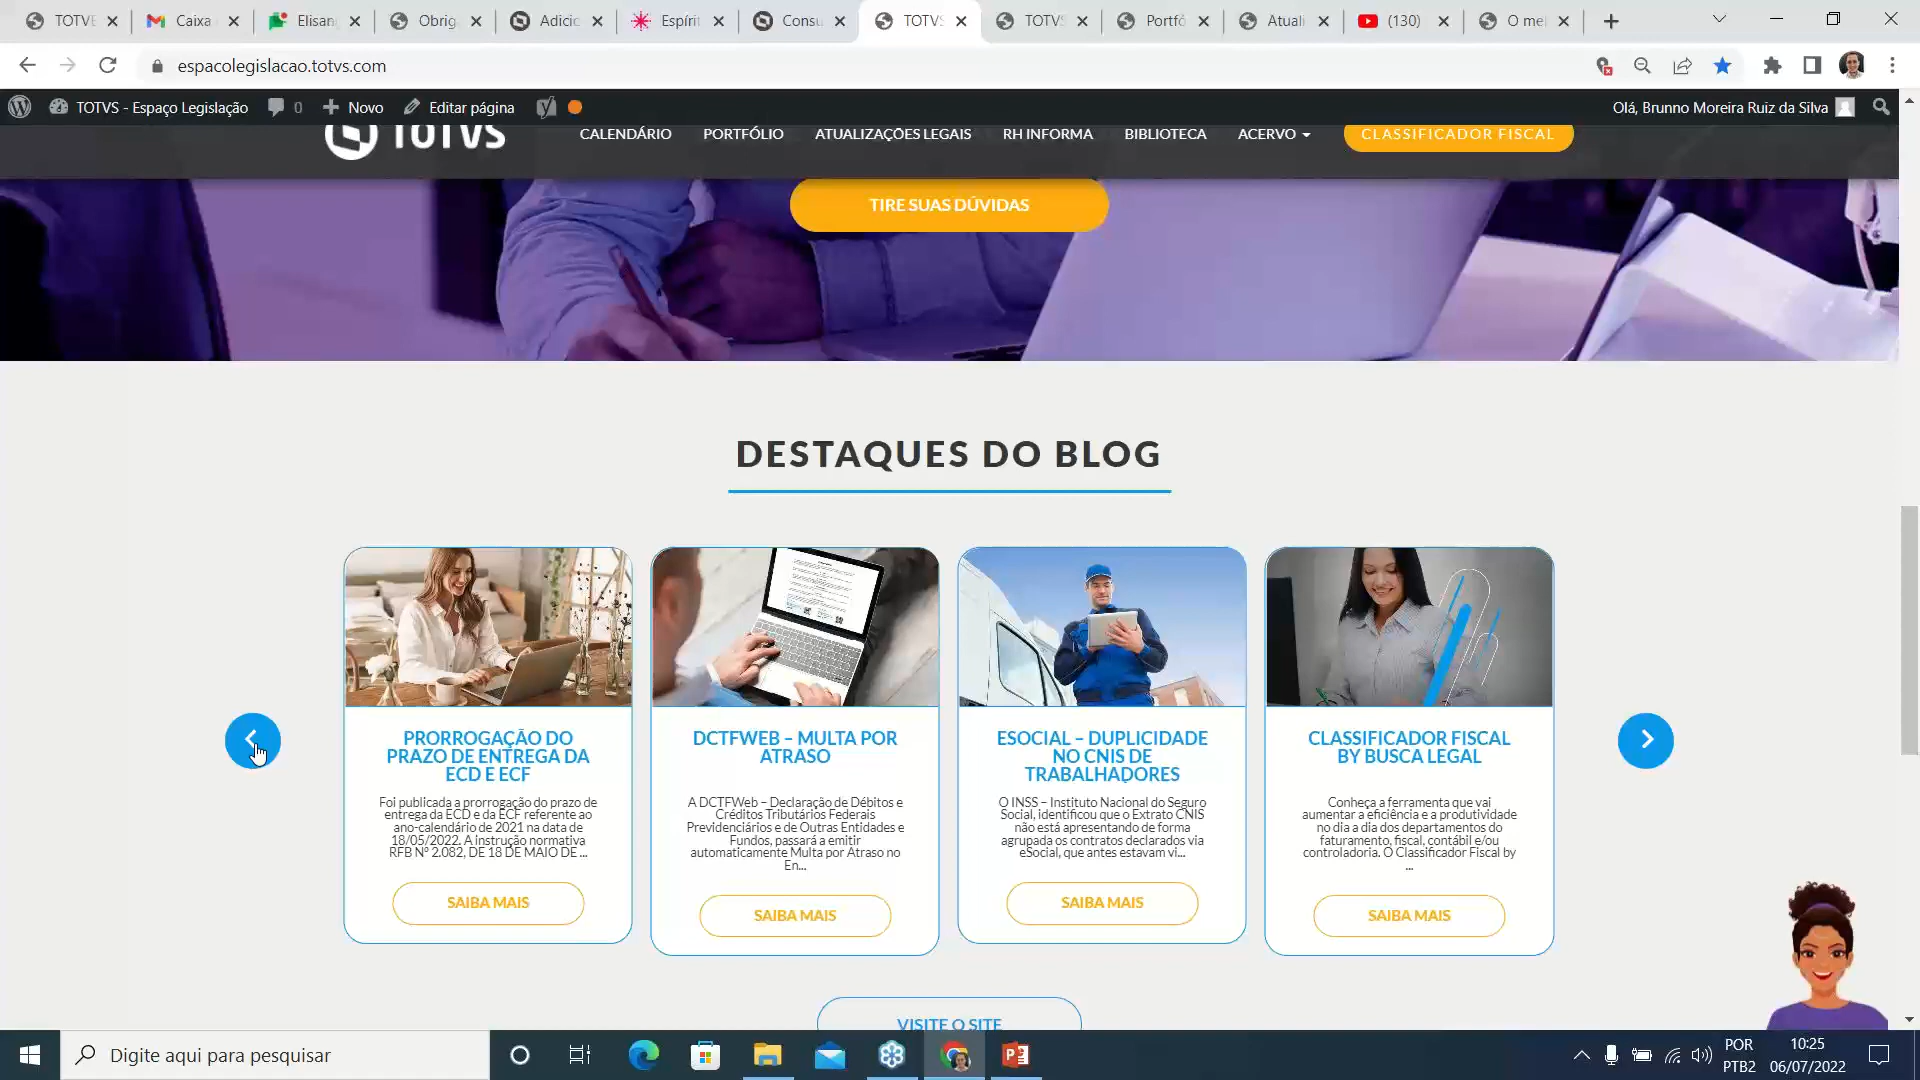 TOTVE
Caixa
Elisan
Obrig
Adicio
Espírit
Consu
TOTVS
TOTVS
Portfó
Atuali
(130)
O me
espacolegislacao.totvs.com
TOTVS - Espaço Legislação
0
Novo
Editar página
Olá, Brunno Moreira Ruiz da Silva
TOTVS
CALENDÁRIO
PORTFÓLIO
ATUALIZAÇÕES LEGAIS
RH INFORMA
BIBLIOTECA
ACERVO
CLASSIFICADOR FISCAL
TIRE SUAS DÚVIDAS
DESTAQUES DO BLOG
PRORROGAÇÃO DO
PRAZO DE ENTREGA DA
ECD E ECF
Foi publicada a prorrogação do prazo de
entrega da ECD e da ECF referente ao
ano-calendário de 2021 na data de
18/05/2022. A instrução normativa
RFB Nº 2.082, DE 18 DE MAIO DE ...
SAIBA MAIS
DCTFWEB – MULTA POR
ATRASO
A DCTFWeb – Declaração de Débitos e
Créditos Tributários Federais
Previdenciários e de Outras Entidades e
Fundos, passará a emitir
automaticamente Multa por Atraso no
En...
SAIBA MAIS
ESOCIAL – DUPLICIDADE
NO CNIS DE
TRABALHADORES
O INSS – Instituto Nacional do Seguro
Social, identificou que o Extrato CNIS
não está apresentando de forma
agrupada os contratos declarados via
eSocial, que antes estavam vi...
SAIBA MAIS
CLASSIFICADOR FISCAL
BY BUSCA LEGAL
Conheça a ferramenta que vai
aumentar a eficiência e a produtividade
no dia a dia dos departamentos do
faturamento, fiscal, contábil e/ou
controladoria. O Classificador Fiscal by
...
SAIBA MAIS
VISITE O SITE
Digite aqui para pesquisar
POR
PTB2
10:25
06/07/2022